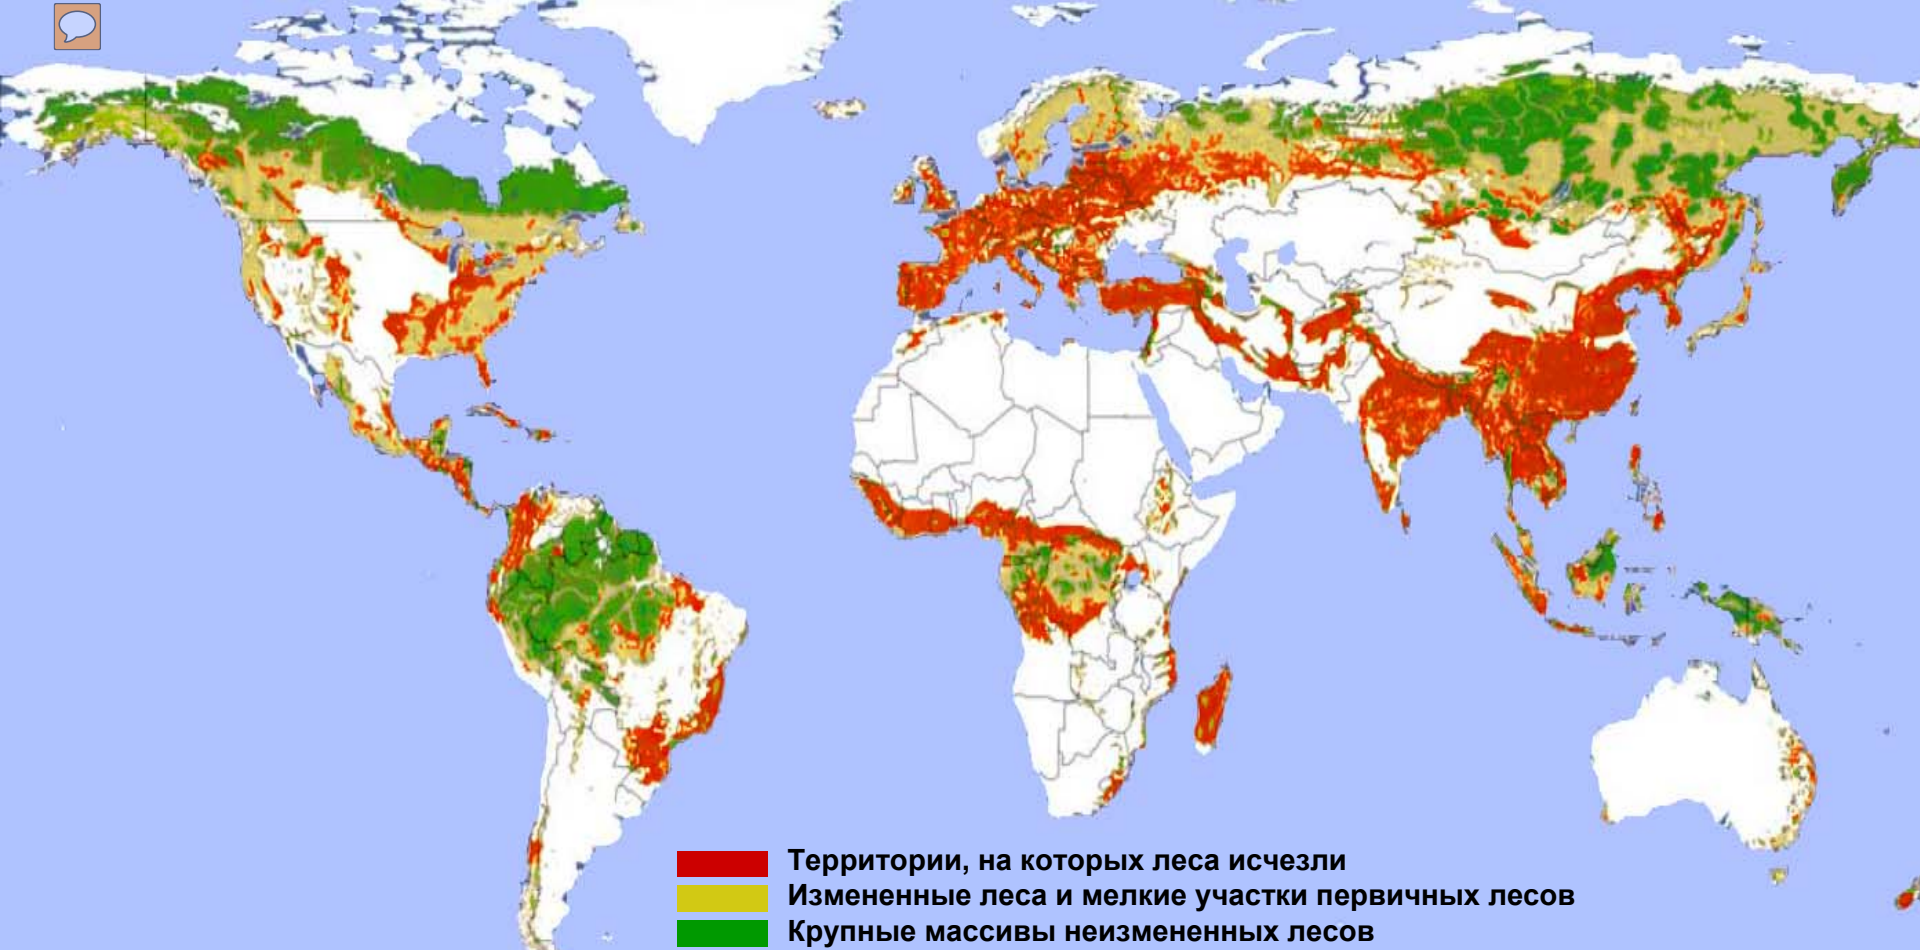 Территории, на которых леса исчезли
Измененные леса и мелкие участки первичных лесов
Крупные массивы неизмененных лесов